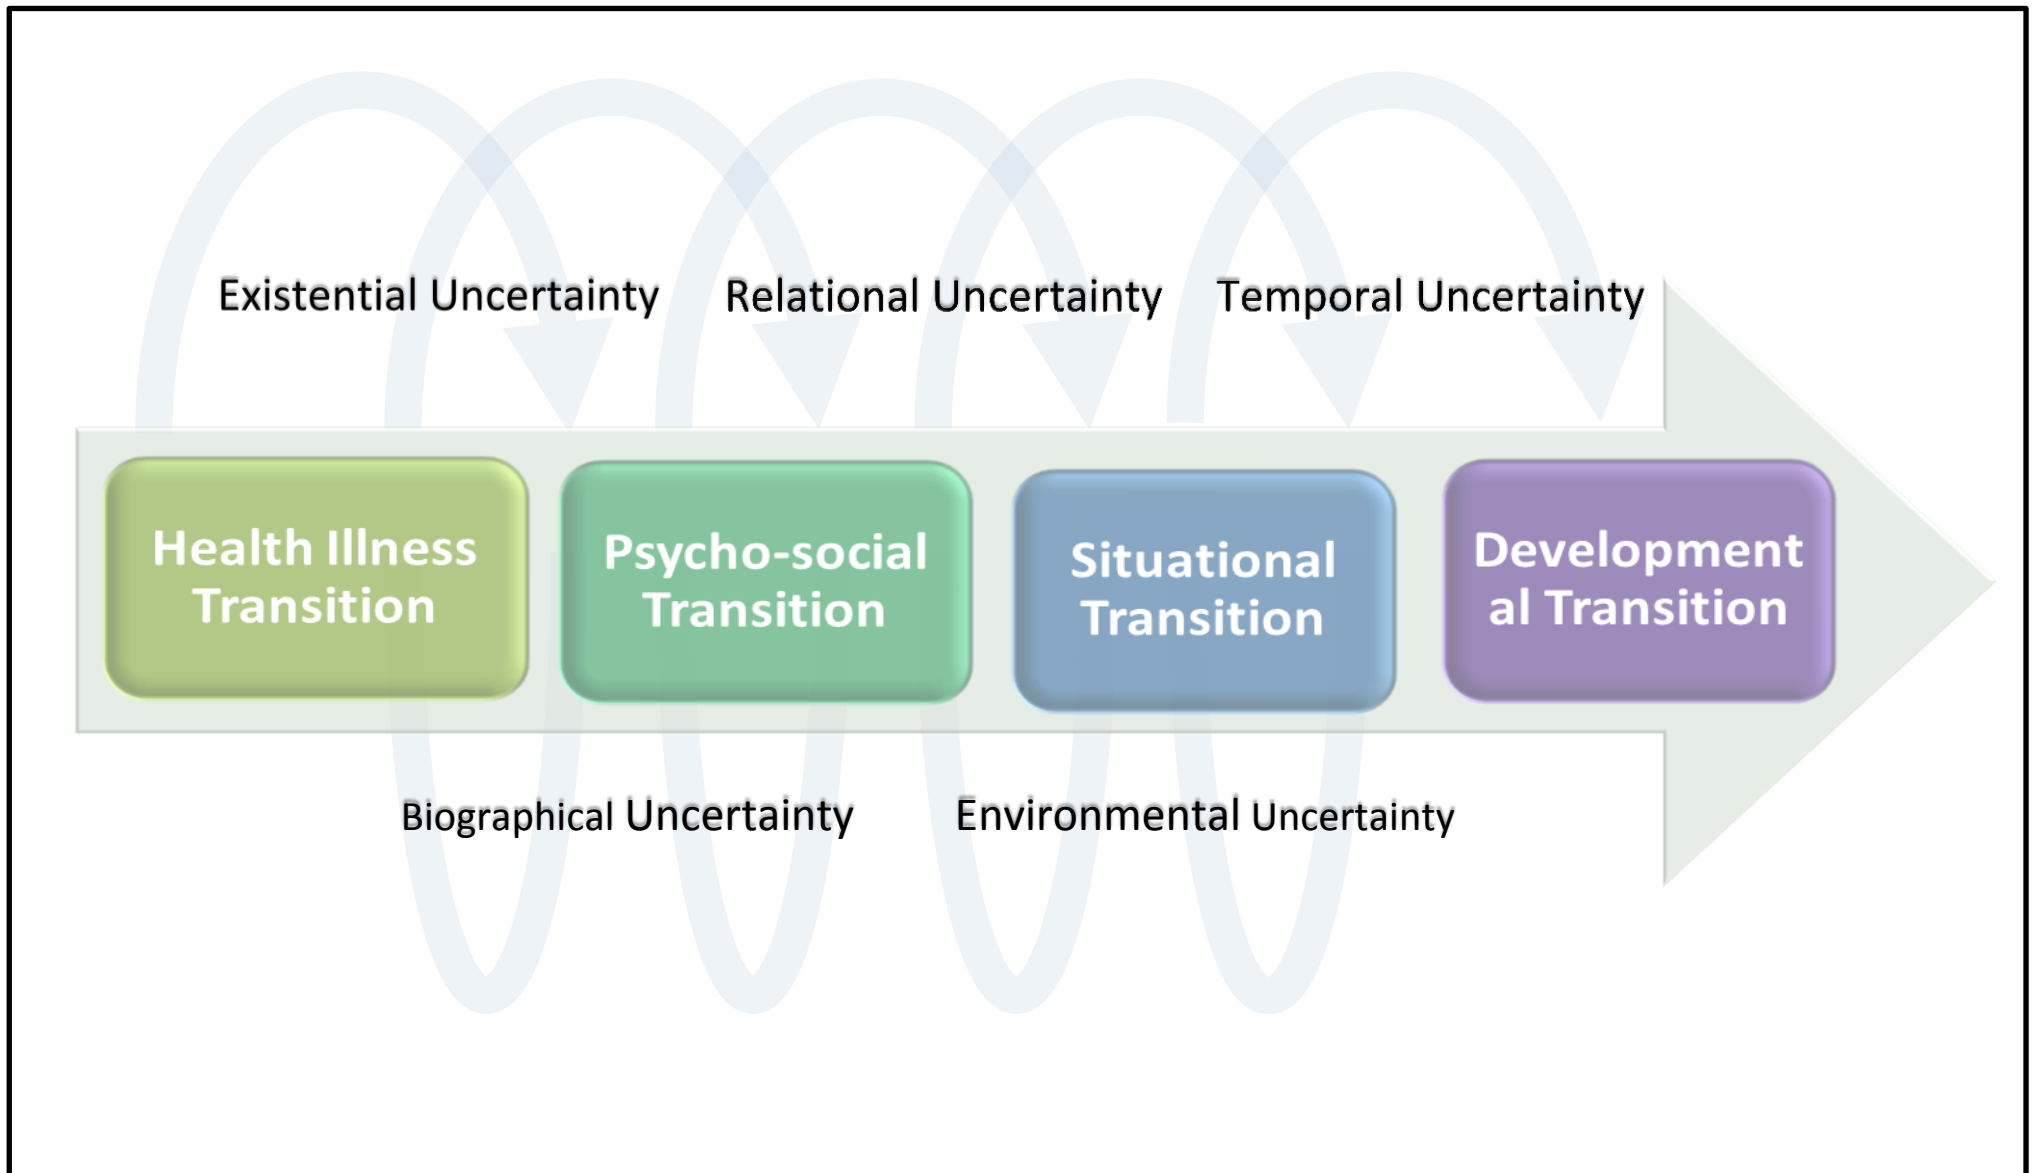 Existential Uncertainty
Relational Uncertainty
Temporal Uncertainty
Health Illness
Transition
Psycho-social
Transition
Situational
Transition
Development
al Transition
Biographical Uncertainty
Environmental Uncertainty